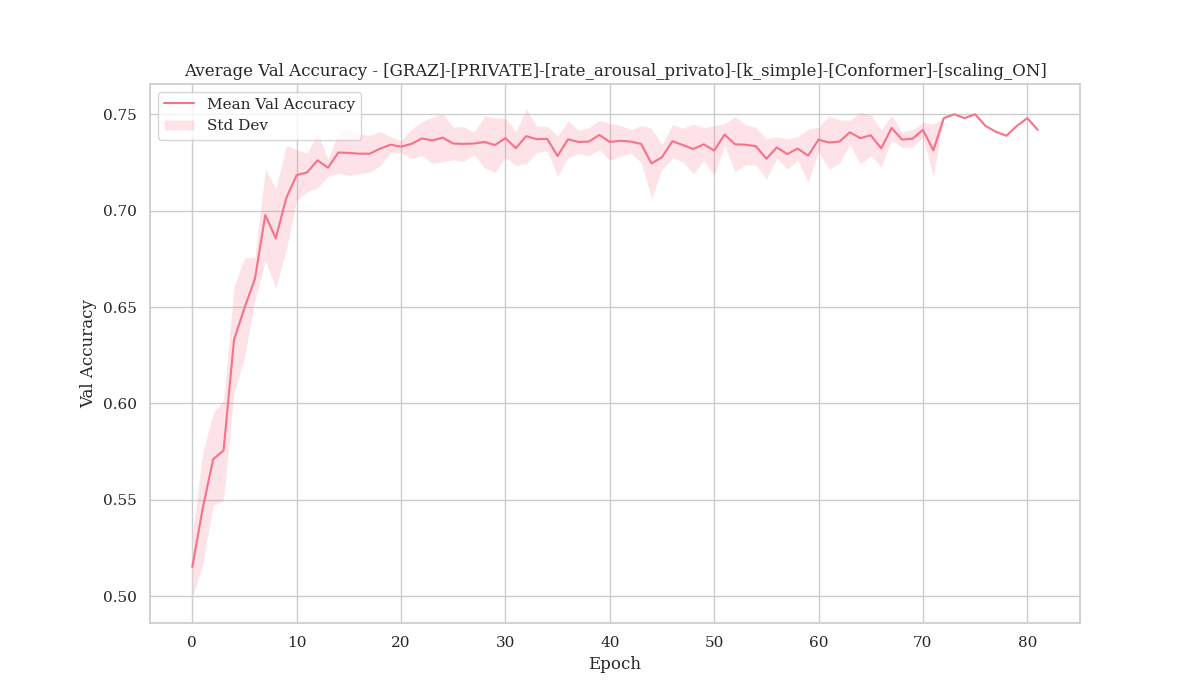 Average Val Accuracy - [GRAZ]-[PRIVATE]-[rate_arousal_privato]-[k_simple]-[Conformer]-[scaling_ON]
Mean Val Accuracy
Std Dev
Val Accuracy
0.75
0.70
0.65
0.60
0.55
0.50
0 10 20 30 40 50 60 70 80
Epoch